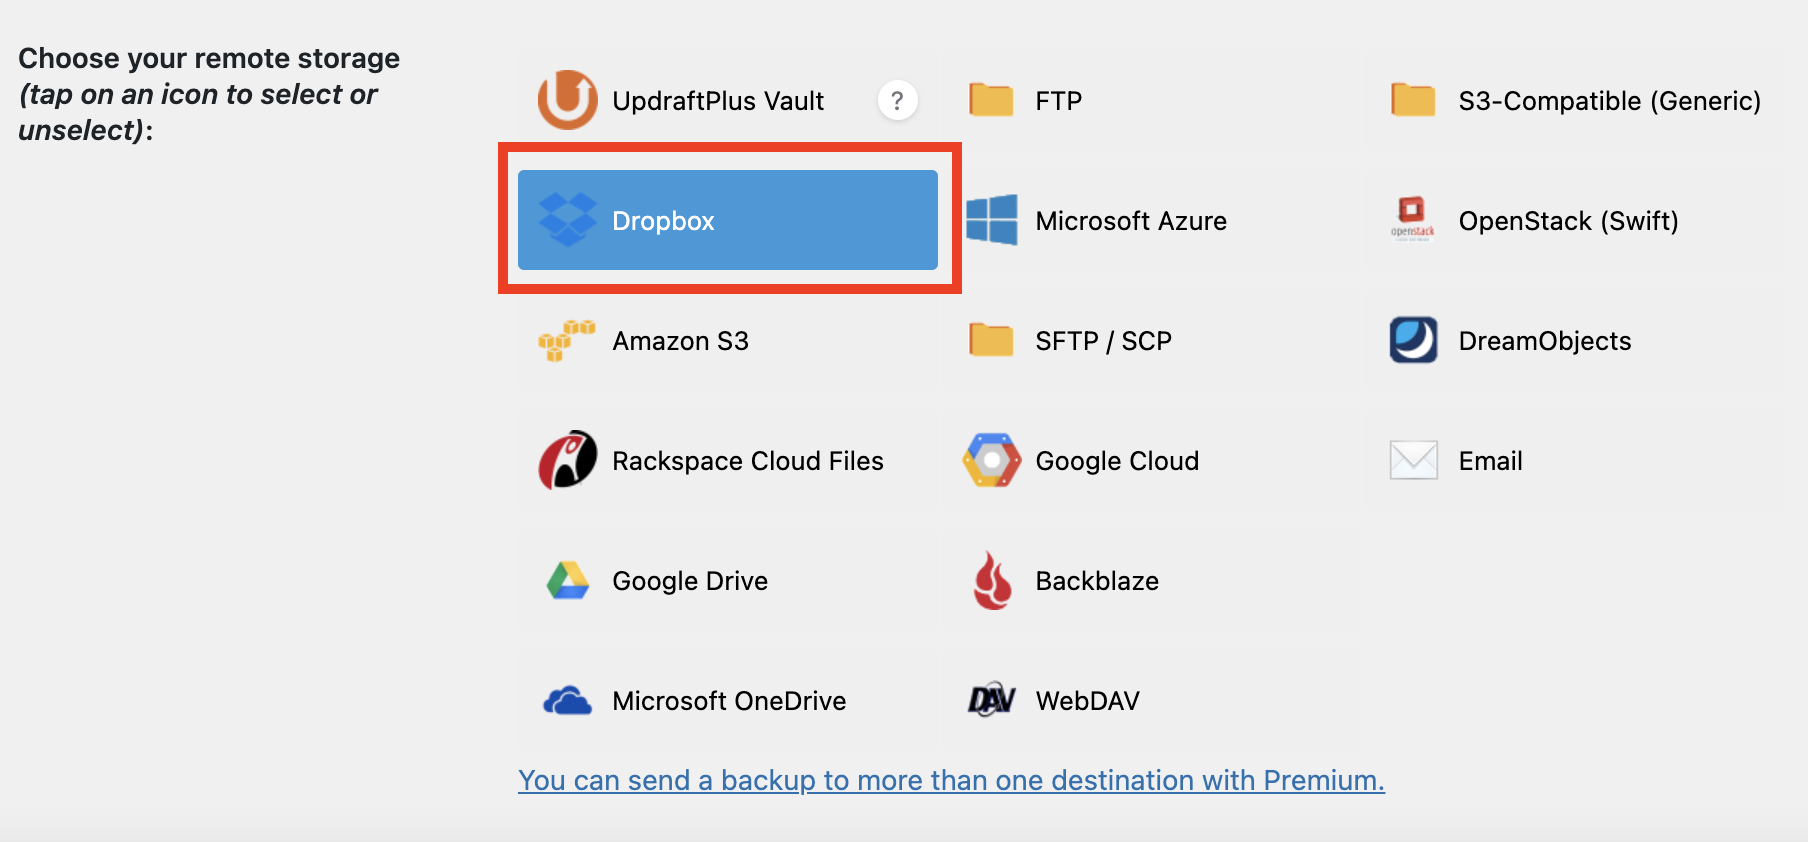 Choose your remote storage
(tap on an icon to select or
unselect):
UpdraftPlus Vault
?
FTP
S3-Compatible (Generic)
Dropbox
Microsoft Azure
openstack
OpenStack (Swift)
Amazon S3
SFTP / SCP
DreamObjects
Rackspace Cloud Files
Google Cloud
Email
Google Drive
Backblaze
Microsoft OneDrive
DAV
WebDAV
You can send a backup to more than one destination with Premium.